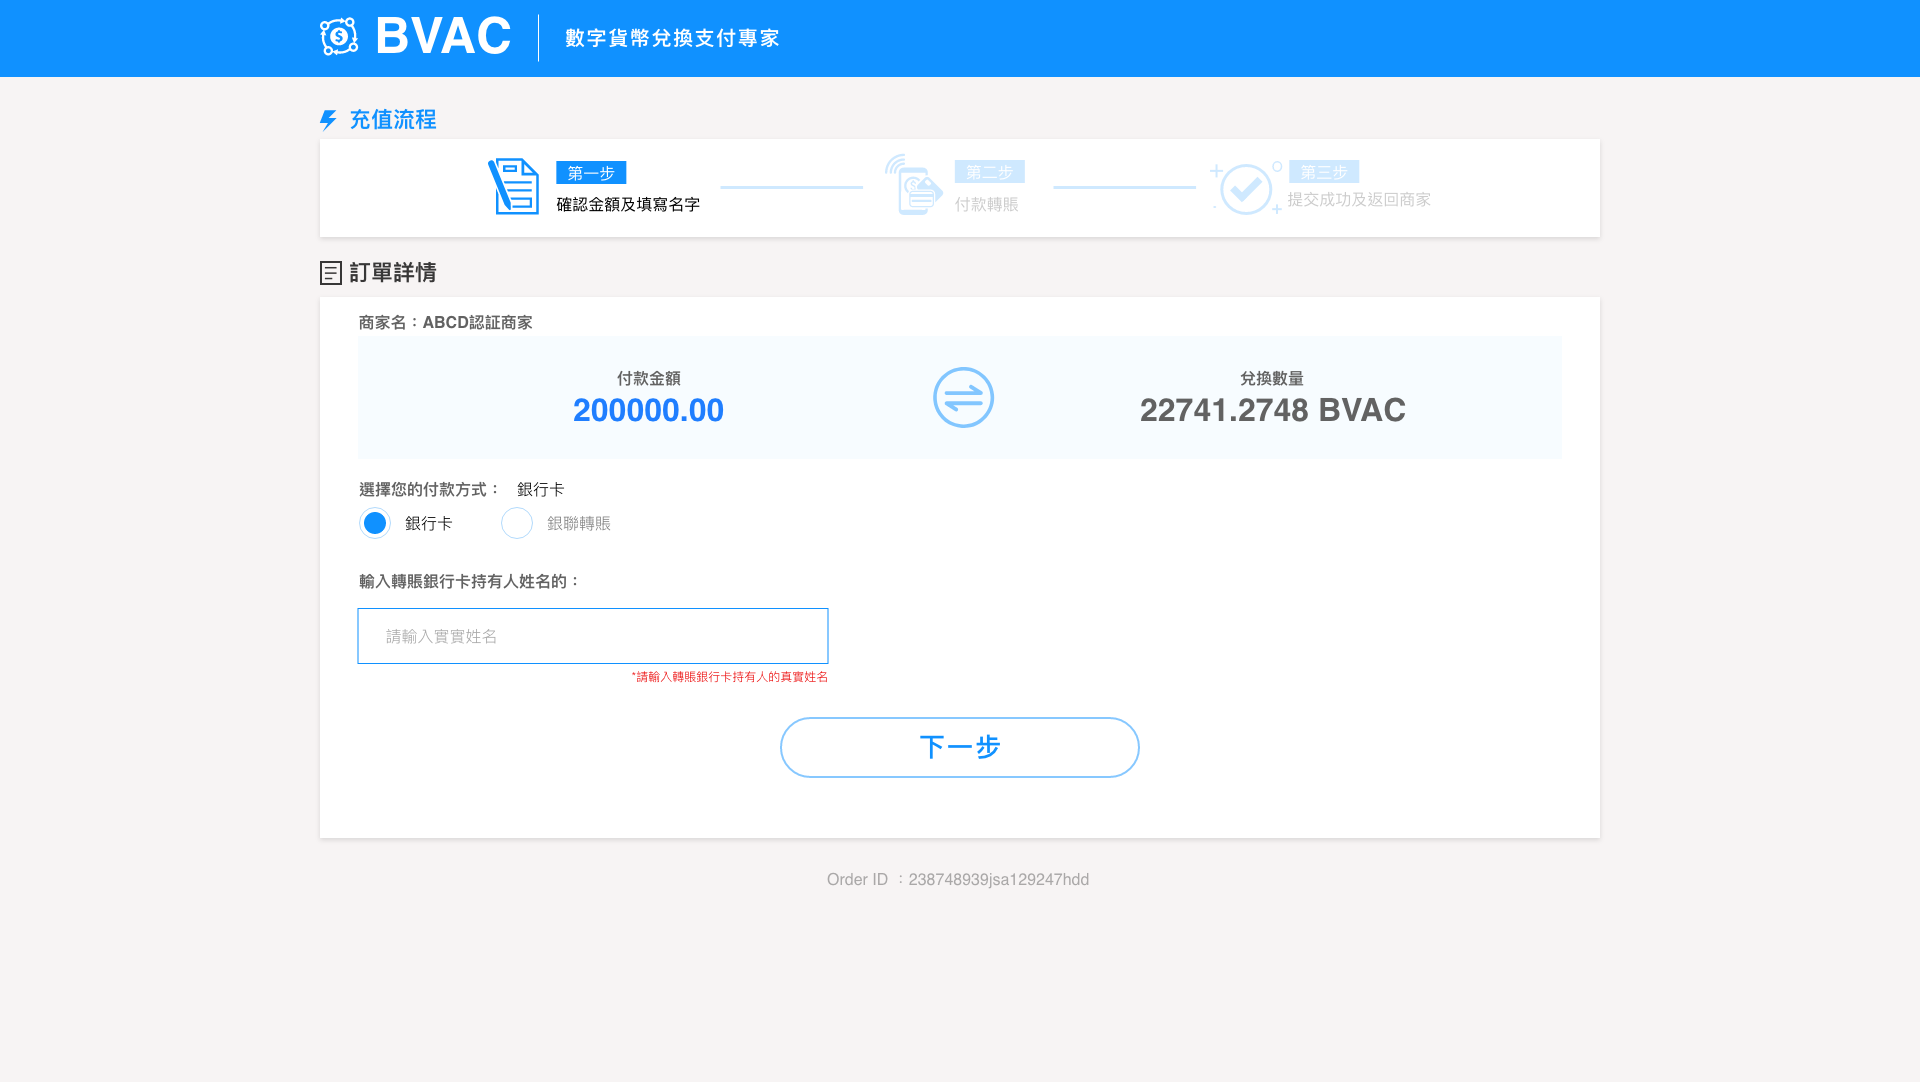 BVAC
數字貨幣兌換支付專家
充值流程
第一步
確認金額及填寫名字
第二步
付款轉賬
第三步
提交成功及返回商家
訂單詳情
商家名：ABCD認証商家
付款金額
200000.00
兌換數量
22741.2748 BVAC
選擇您的付款方式： 銀行卡
銀行卡
銀聯轉賬
輸入轉賬銀行卡持有人姓名的：
請輸入實實姓名
*請輸入轉賬銀行卡持有人的真實姓名
下一步
Order ID ：238748939jsa129247hdd